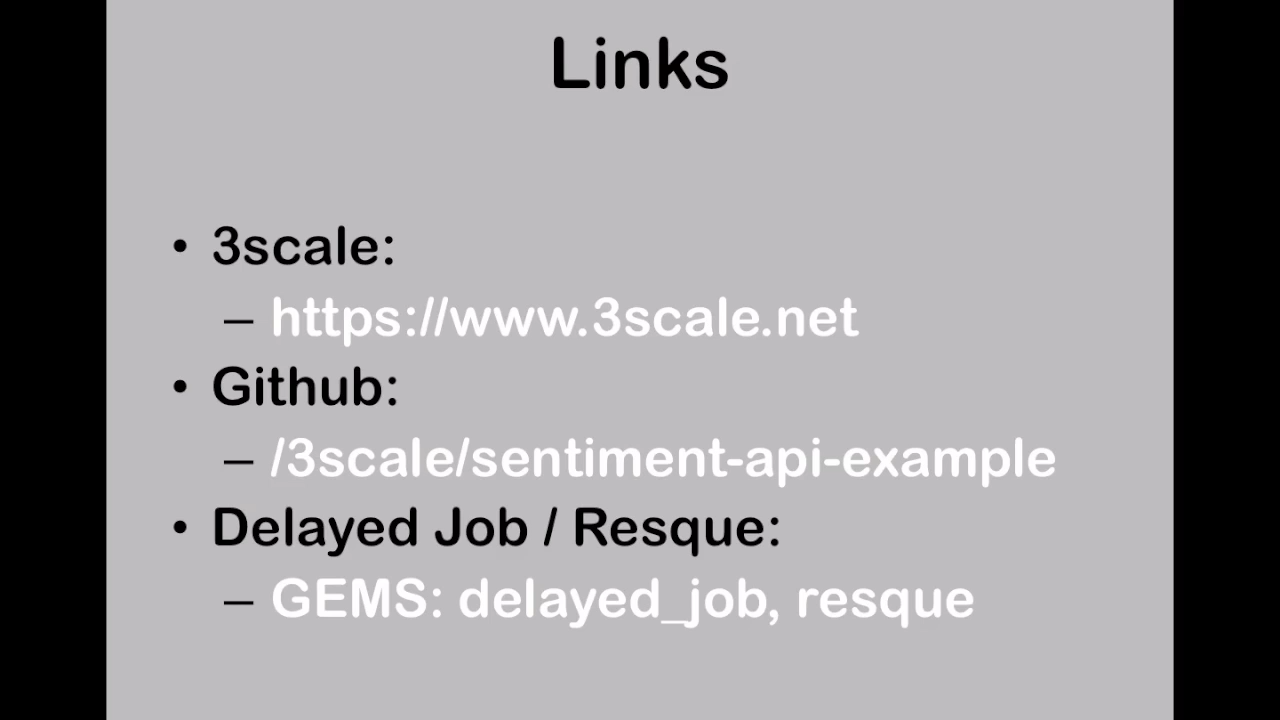 Links
• 3scale:
– https://www.3scale.net
• Github:
– /3scale/sentiment-api-example
• Delayed Job / Resque:
– GEMS: delayed_job, resque